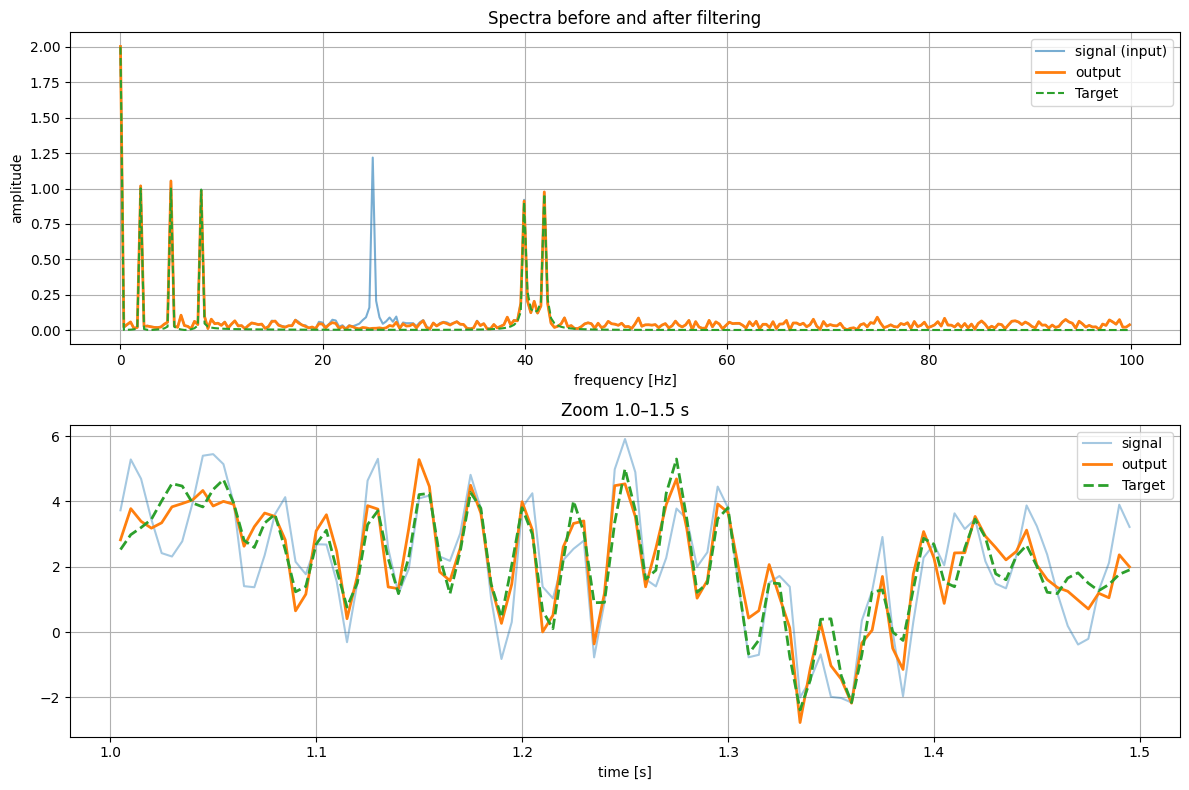 Spectra before and after filtering
signal (input)
output
Target
amplitude
2.00
1.75
1.50
1.25
1.00
0.75
0.50
0.25
0.00
0 20 40 60 80 100
frequency [Hz]
Zoom 1.0–1.5 s
signal
output
Target
6
4
2
0
−2
1.0 1.1 1.2 1.3 1.4 1.5
time [s]